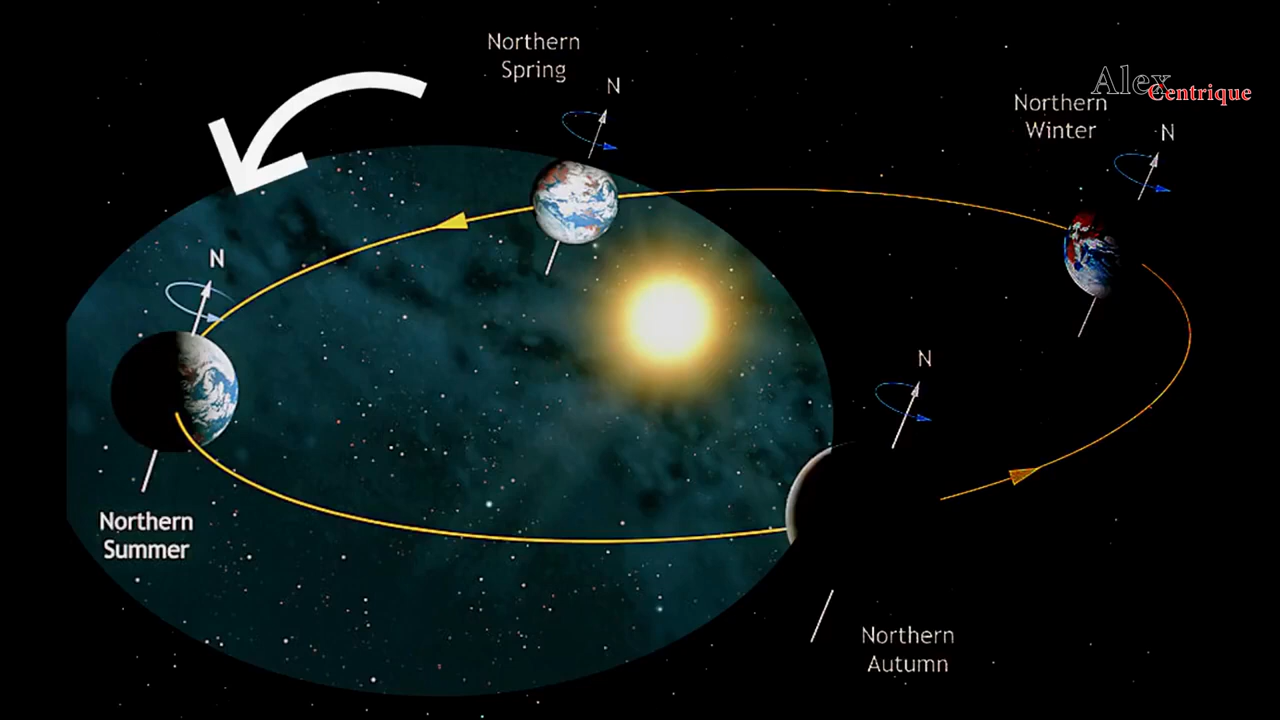 Northern
Spring
N
Alex
Centrique
Northern
Winter
N
N
N
Northern
Summer
Northern
Autumn